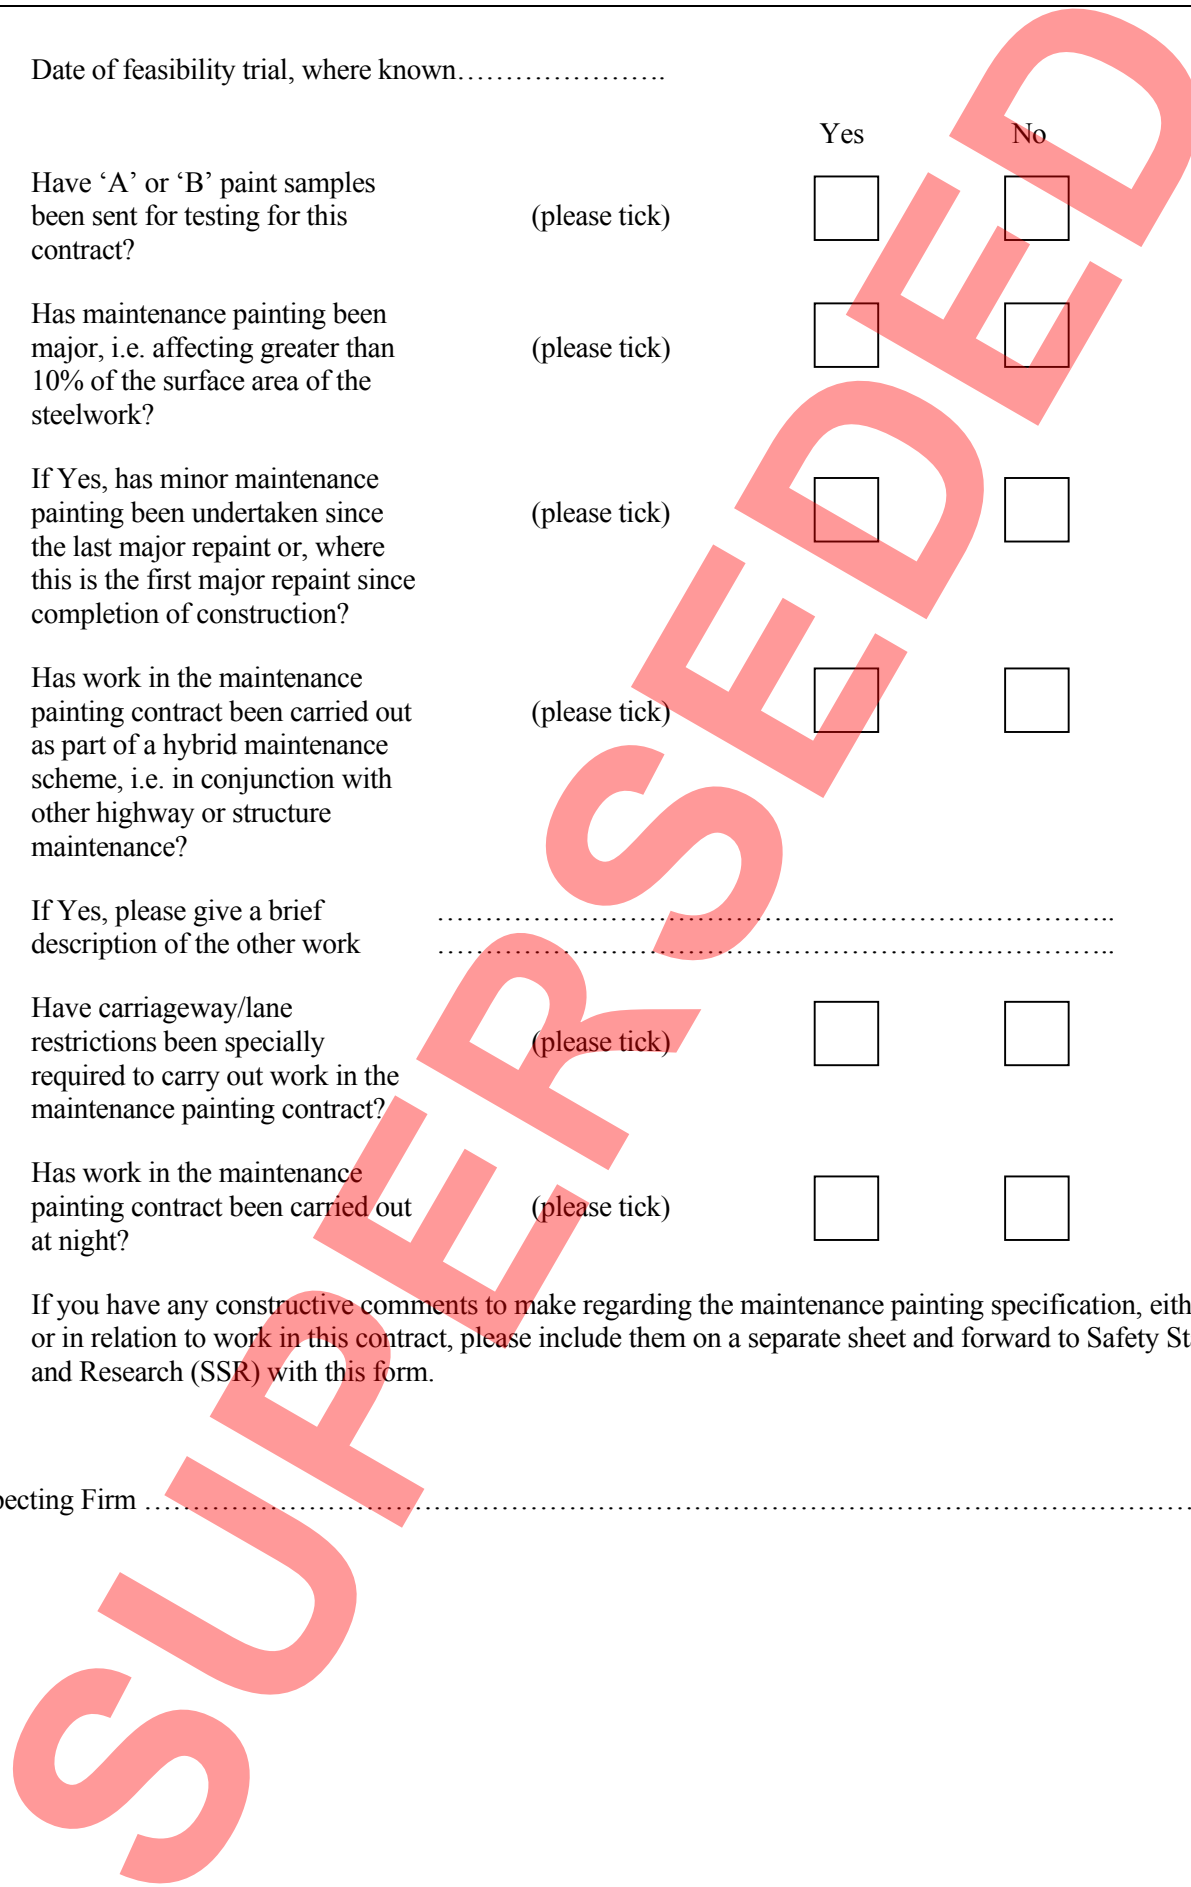 Date of feasibility trial, where known………………….
Yes No
Have ‘A’ or ‘B’ paint samples
been sent for testing for this (please tick)
contract?
Has maintenance painting been
major, i.e. affecting greater than (please tick)
10% of the surface area of the
steelwork?
If Yes, has minor maintenance
painting been undertaken since (please tick)
the last major repaint or, where
this is the first major repaint since
completion of construction?
Has work in the maintenance
painting contract been carried out (please tick)
as part of a hybrid maintenance
scheme, i.e. in conjunction with
other highway or structure
maintenance?
If Yes, please give a brief ………………………………………………………………..
description of the other work ………………………………………………………………..
Have carriageway/lane
restrictions been specially (please tick)
required to carry out work in the
maintenance painting contract?
Has work in the maintenance
painting contract been carried out (please tick)
at night?
If you have any constructive comments to make regarding the maintenance painting specification,
or in relation to work in this contract, please include them on a separate sheet and forward to Safety
and Research (SSR) with this form.
Firm ……………………………………………………………………………………………………
SUPERSEDED